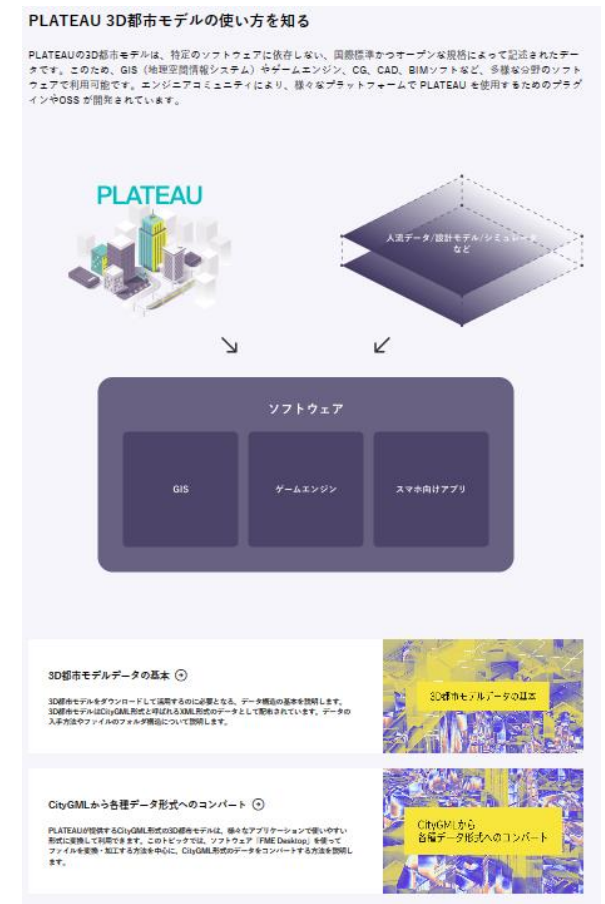 PLATEAU 3D都市モデルの使い方を知る
PLATEAUの3D都市モデルは、特定のソフトウェアに依存しない、国際標準かつオープンな規格によって記述されたデー
タです。このため、GIS（地理空間情報システム）やゲームエンジン、CG、CAD、BIMソフトなど、多様な分野のソフト
ウェアで利用可能です。エンジニアコミュニティにより、様々なプラットフォームで PLATEAU を使用するためのプラグ
インやOSS が開発されています。
PLATEAU
人流データ/設計モデル/シミュレータ
など
ソフトウェア
GIS
ゲームエンジン
スマホ向けアプリ
3D都市モデルデータの基本
3D都市モデルをダウンロードして活用するのに必要となる、データ構造の基本を説明します。
3D都市モデルはCityGML形式と呼ばれるXML形式のデータとして配布されています。データの
入手方法やファイルのフォルダ構造について説明します。
3D都市モデルデータの基本
CityGMLから各種データ形式へのコンバート
PLATEAUが提供するCityGML形式の3D都市モデルは、様々なアプリケーションで使いやすい
形式に変換して利用できます。このトピックでは、ソフトウェア「FME Desktop」を使って
ファイルを変換・加工する方法を中心に、CityGML形式のデータをコンバートする方法を説明し
ます。
CityGMLから
各種データ形式へのコンバート